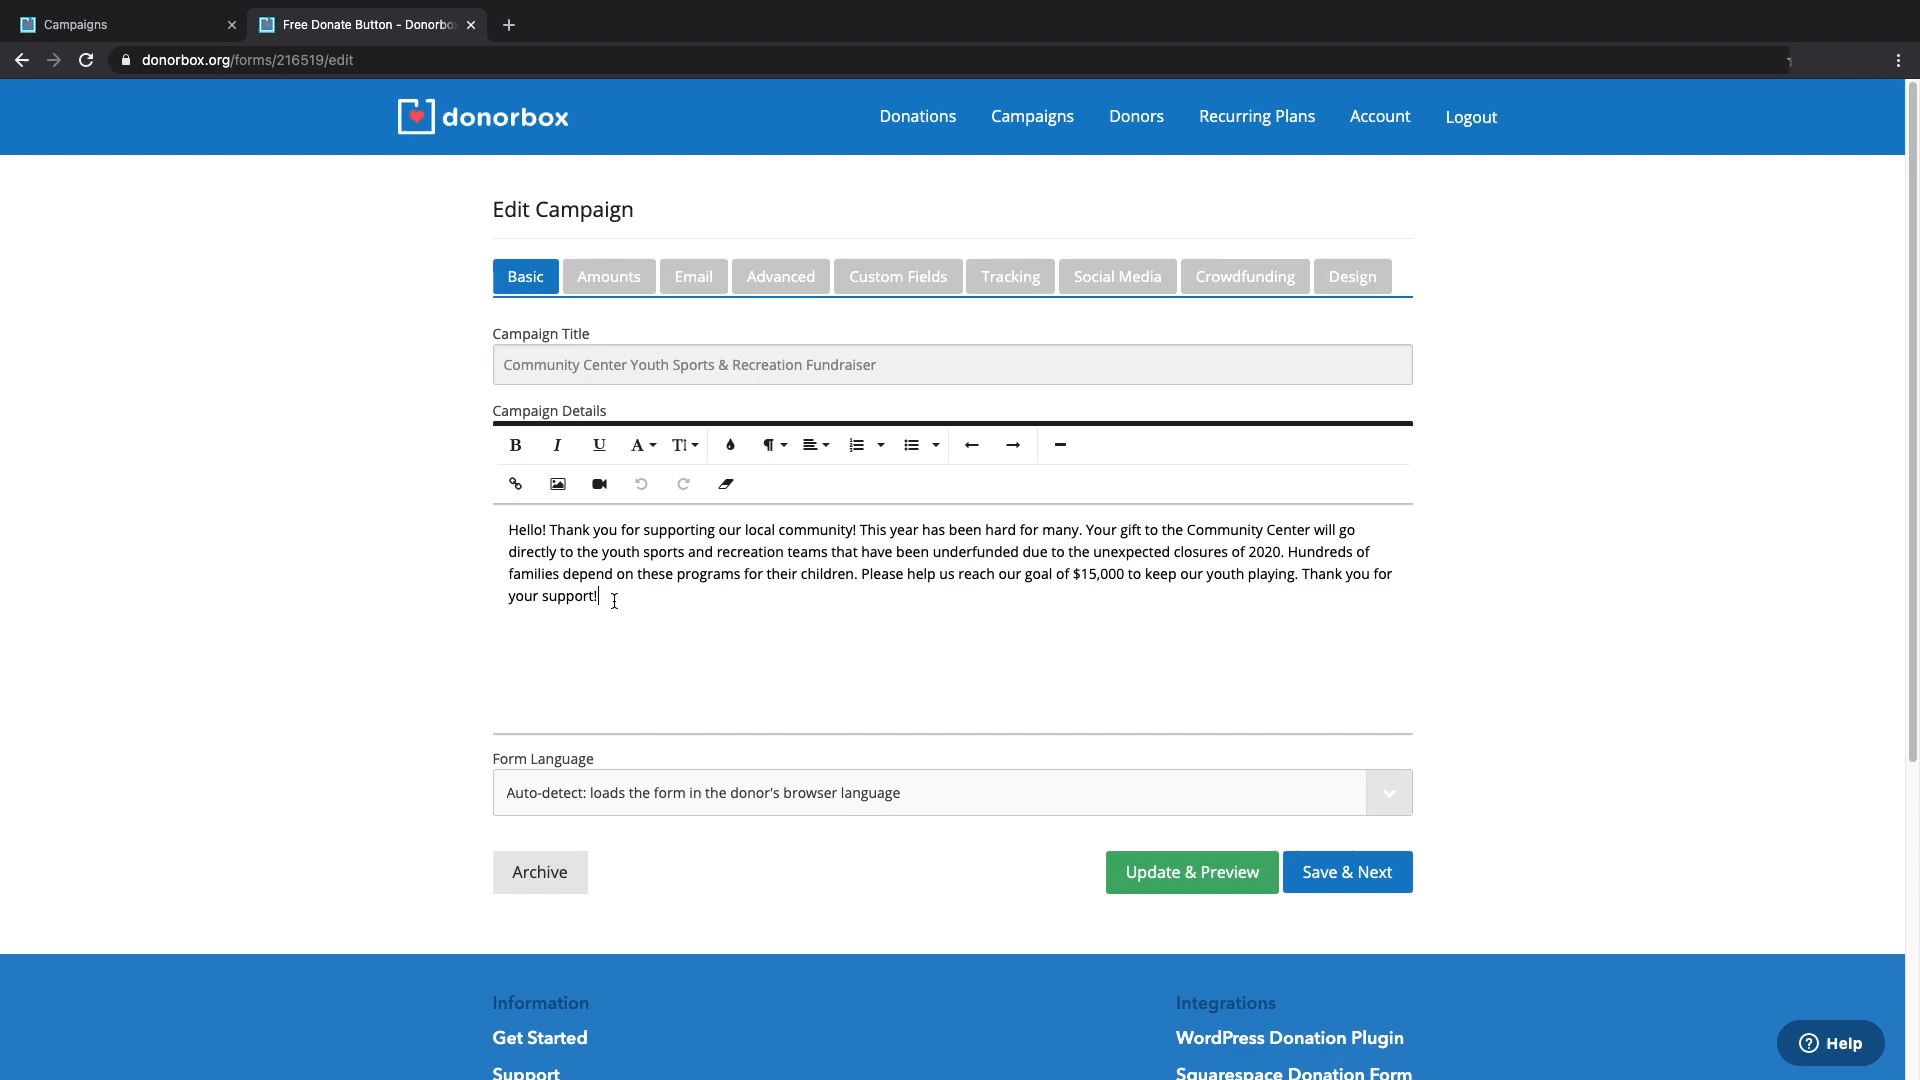 Campaigns
Free Donate Button - Donorbo
donorbox.org/forms/216519/edit
donorbox
Donations
Campaigns
Donors
Recurring Plans
Account
Logout
Edit Campaign
Basic
Amounts
Email
Advanced
Custom Fields
Tracking
Social Media
Crowdfunding
Design
Campaign Title
Community Center Youth Sports & Recreation Fundraiser
Campaign Details
B I U A T
Hello! Thank you for supporting our local community! This year has been hard for many. Your gift to the Community Center will go
directly to the youth sports and recreation teams that have been underfunded due to the unexpected closures of 2020. Hundreds of
families depend on these programs for their children. Please help us reach our goal of $15,000 to keep our youth playing. Thank you for
your support!
Form Language
Auto-detect: loads the form in the donor's browser language
Archive
Update & Preview
Save & Next
Information
Integrations
Get Started
WordPress Donation Plugin
Support
Squarespace Donation Form
Help